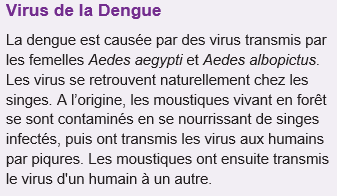 Virus de la Dengue
La dengue est causée par des virus transmis par
les femelles Aedes aegypti et Aedes albopictus.
Les virus se retrouvent naturellement chez les
singes. A l’origine, les moustiques vivant en forêt
se sont contaminés en se nourrissant de singes
infectés, puis ont transmis les virus aux humains
par piqures. Les moustiques ont ensuite transmis
le virus d'un humain à un autre.